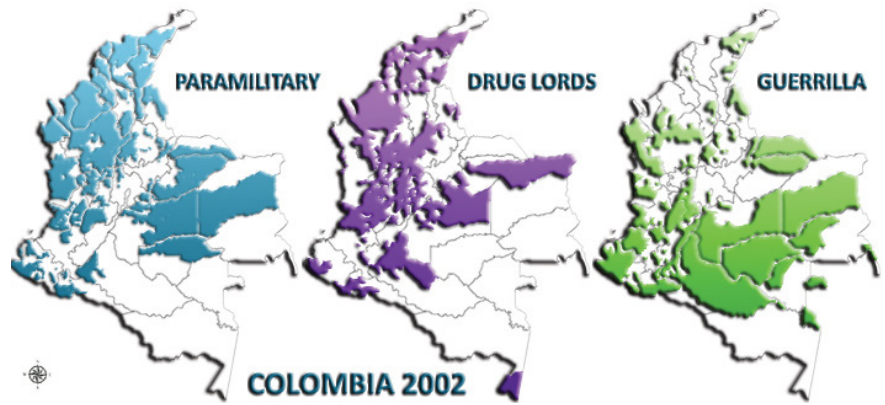 PARAMILITARY
DRUG LORDS
GUERRILLA
COLOMBIA 2002